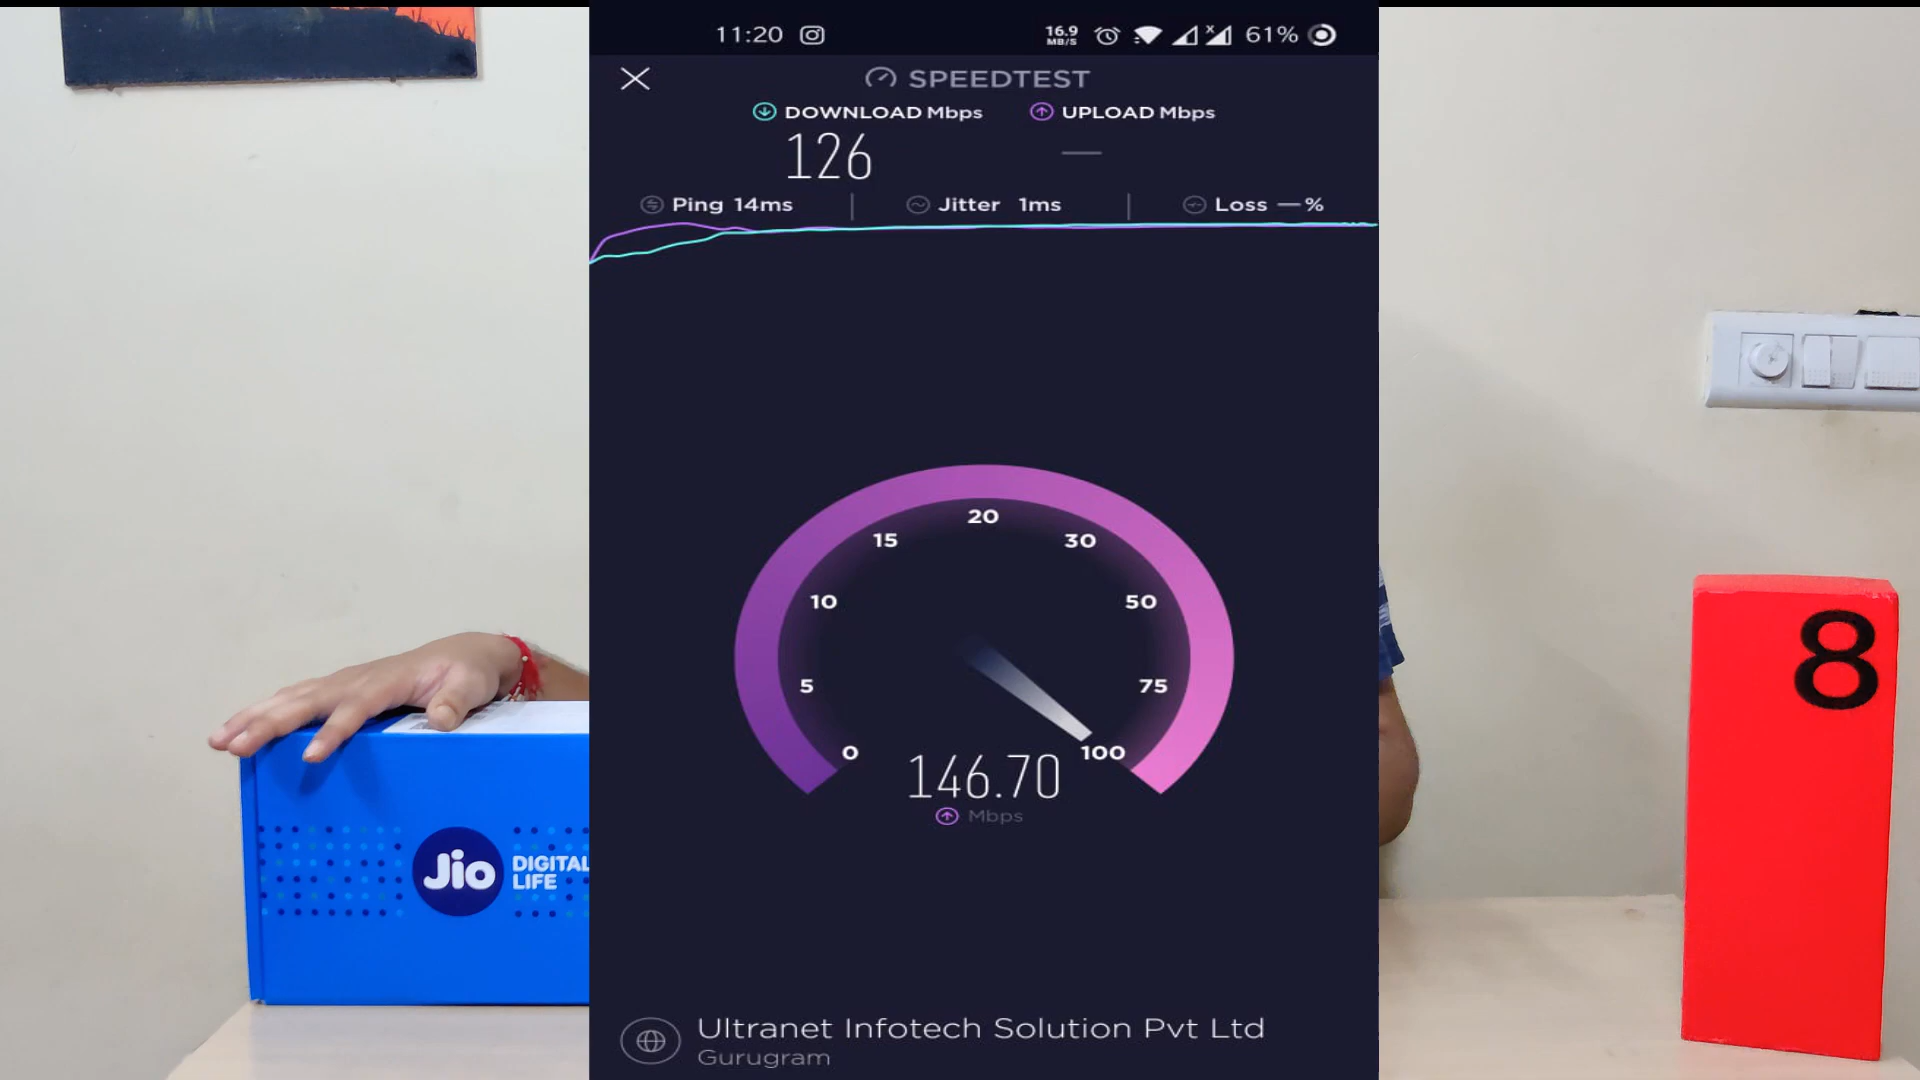 11:20
16.9 MB/S
61%
SPEEDTEST
DOWNLOAD Mbps
UPLOAD Mbps
126
—
Ping 14ms
Jitter 1ms
Loss — %
20
15
30
10
50
5
75
0
100
146.70
Mbps
Ultranet Infotech Solution Pvt Ltd
Gurugram
Jio
DIGITAL
LIFE
8